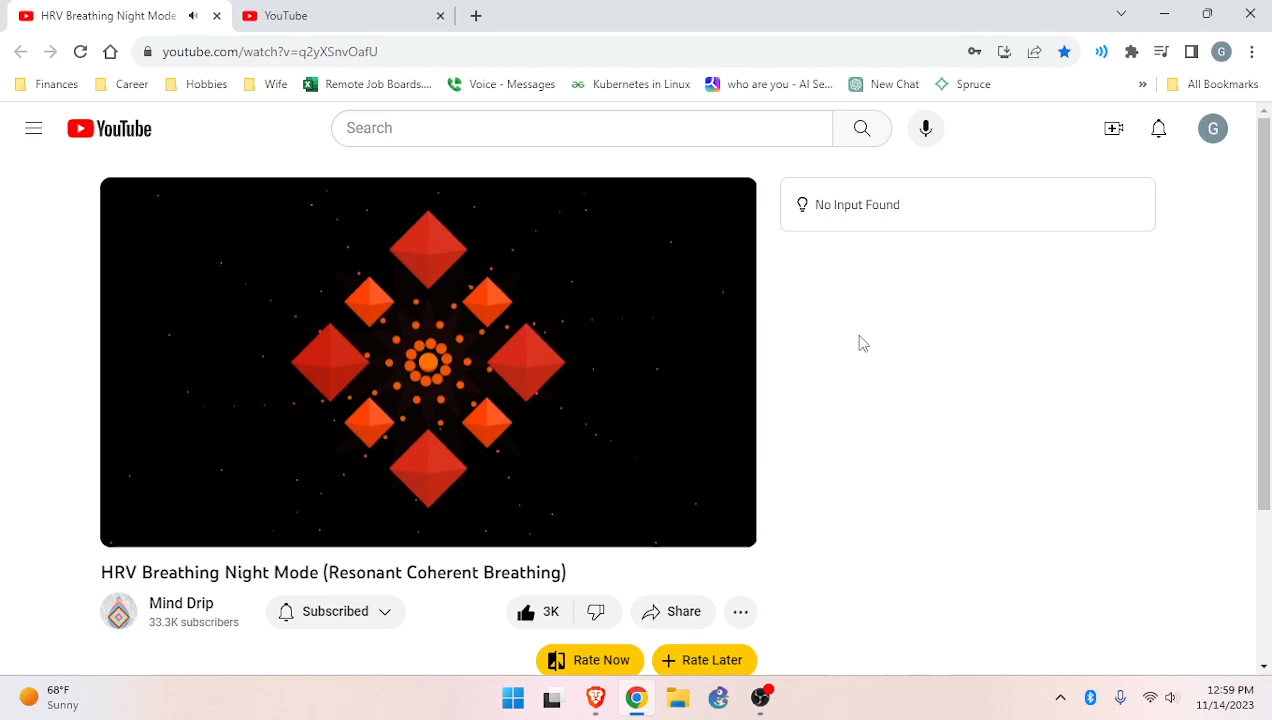 HRV Breathing Night Mode
YouTube
youtube.com/watch?v=q2yXSnvOafU
G
Finances
Career
Hobbies
Wife
Remote Job Boards....
Voice - Messages
Kubernetes in Linux
who are you - AI Se...
New Chat
Spruce
»
All Bookmarks
YouTube
Search
G
No Input Found
HRV Breathing Night Mode (Resonant Coherent Breathing)
Mind Drip
33.3K subscribers
Subscribed
3K
Share
Rate Now
Rate Later
68°F
Sunny
12:59 PM
11/14/2023